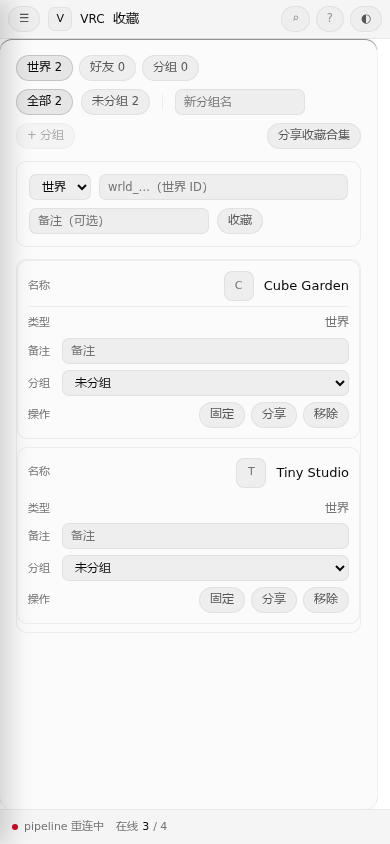 ☰ V VRC 收藏 ⌕ ? ◐
世界 2 好友 0 分组 0
全部 2 未分组 2 新分组名
+ 分组 分享收藏合集
世界 wrld_… (世界 ID)
备注（可选） 收藏
名称 C Cube Garden
类型 世界
备注 备注
分组 未分组
操作 固定 分享 移除
名称 T Tiny Studio
类型 世界
备注 备注
分组 未分组
操作 固定 分享 移除
pipeline 重连中 在线 3 / 4